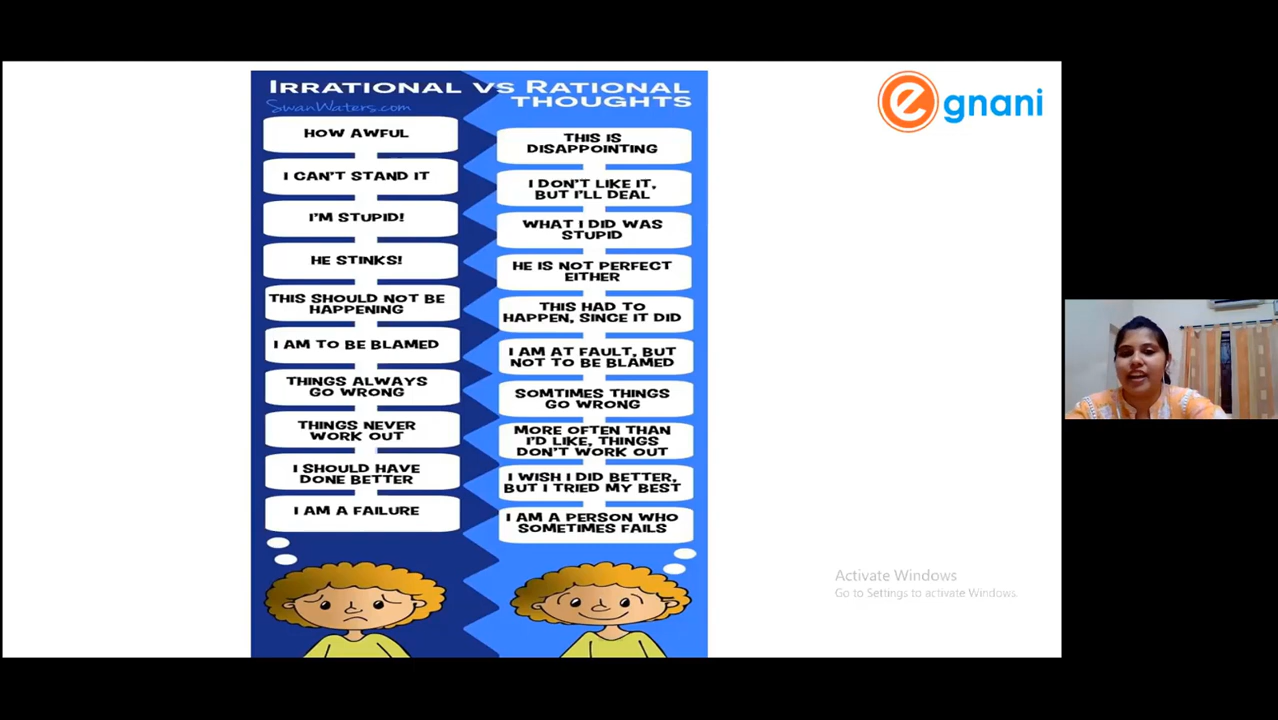 IRRATIONAL VS RATIONAL
THOUGHTS
SwanWaters.com
HOW AWFUL
I CAN'T STAND IT
I'M STUPID!
HE STINKS!
THIS SHOULD NOT BE
HAPPENING
I AM TO BE BLAMED
THINGS ALWAYS
GO WRONG
THINGS NEVER
WORK OUT
I SHOULD HAVE
DONE BETTER
I AM A FAILURE
THIS IS
DISAPPOINTING
I DON'T LIKE IT,
BUT I'LL DEAL
WHAT I DID WAS
STUPID
HE IS NOT PERFECT
EITHER
THIS HAD TO
HAPPEN, SINCE IT DID
I AM AT FAULT, BUT
NOT TO BE BLAMED
SOMTIMES THINGS
GO WRONG
MORE OFTEN THAN
I'D LIKE, THINGS
DON'T WORK OUT
I WISH I DID BETTER,
BUT I TRIED MY BEST
I AM A PERSON WHO
SOMETIMES FAILS
e gnani
Activate Windows
Go to Settings to activate Windows.